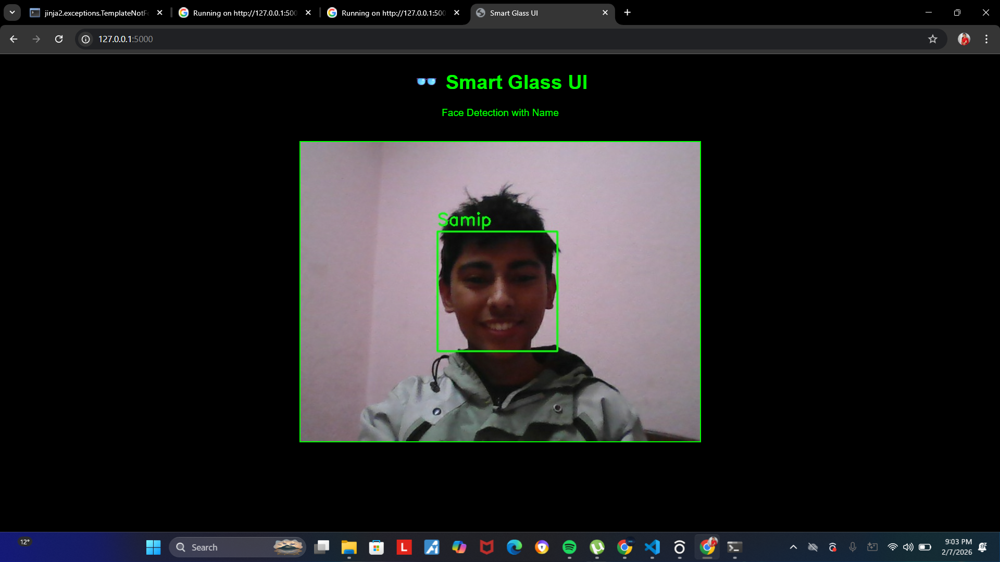 jinja2.exceptions.TemplateNotF
Running on http://127.0.0.1:500
Running on http://127.0.0.1:500
Smart Glass UI
127.0.0.1:5000
Smart Glass UI
Face Detection with Name
Samip
12°
Search
9:03 PM
2/7/2026